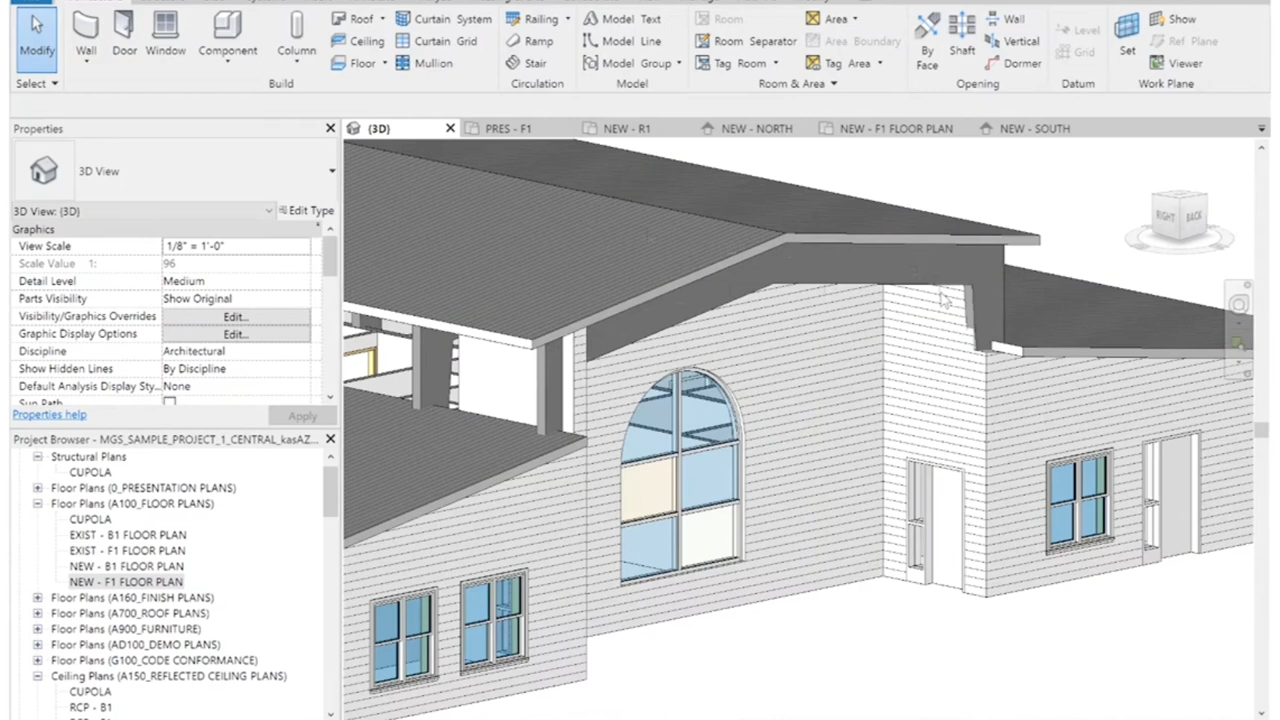 Roof Curtain System Railing Model Text Room Area Wall Show
Modify Wall Door Window Component Column Ceiling Curtain Grid Ramp Model Line Room Separator Area Boundary By Face Shaft Vertical Level Set Ref Plane
Floor Mullion Stair Model Group Tag Room Tag Area Dormer Grid Viewer
Select Build Circulation Model Room & Area Opening Datum Work Plane
Properties
{3D} PRES - F1 NEW - R1 NEW - NORTH NEW - F1 FLOOR PLAN NEW - SOUTH
3D View
3D View: {3D} Edit Type
Graphics
View Scale 1/8" = 1'-0"
Scale Value 1: 96
Detail Level Medium
Parts Visibility Show Original
Visibility/Graphics Overrides Edit...
Graphic Display Options Edit...
Discipline Architectural
Show Hidden Lines By Discipline
Default Analysis Display Sty... None
Sun Path
Properties help Apply
Project Browser - MGS_SAMPLE_PROJECT_1_CENTRAL_kasAZ...
Structural Plans
CUPOLA
Floor Plans (0_PRESENTATION PLANS)
Floor Plans (A100_FLOOR PLANS)
CUPOLA
EXIST - B1 FLOOR PLAN
EXIST - F1 FLOOR PLAN
NEW - B1 FLOOR PLAN
NEW - F1 FLOOR PLAN
Floor Plans (A160_FINISH PLANS)
Floor Plans (A700_ROOF PLANS)
Floor Plans (A900_FURNITURE)
Floor Plans (AD100_DEMO PLANS)
Floor Plans (G100_CODE CONFORMANCE)
Ceiling Plans (A150_REFLECTED CEILING PLANS)
CUPOLA
RCP - B1
RIGHT BACK